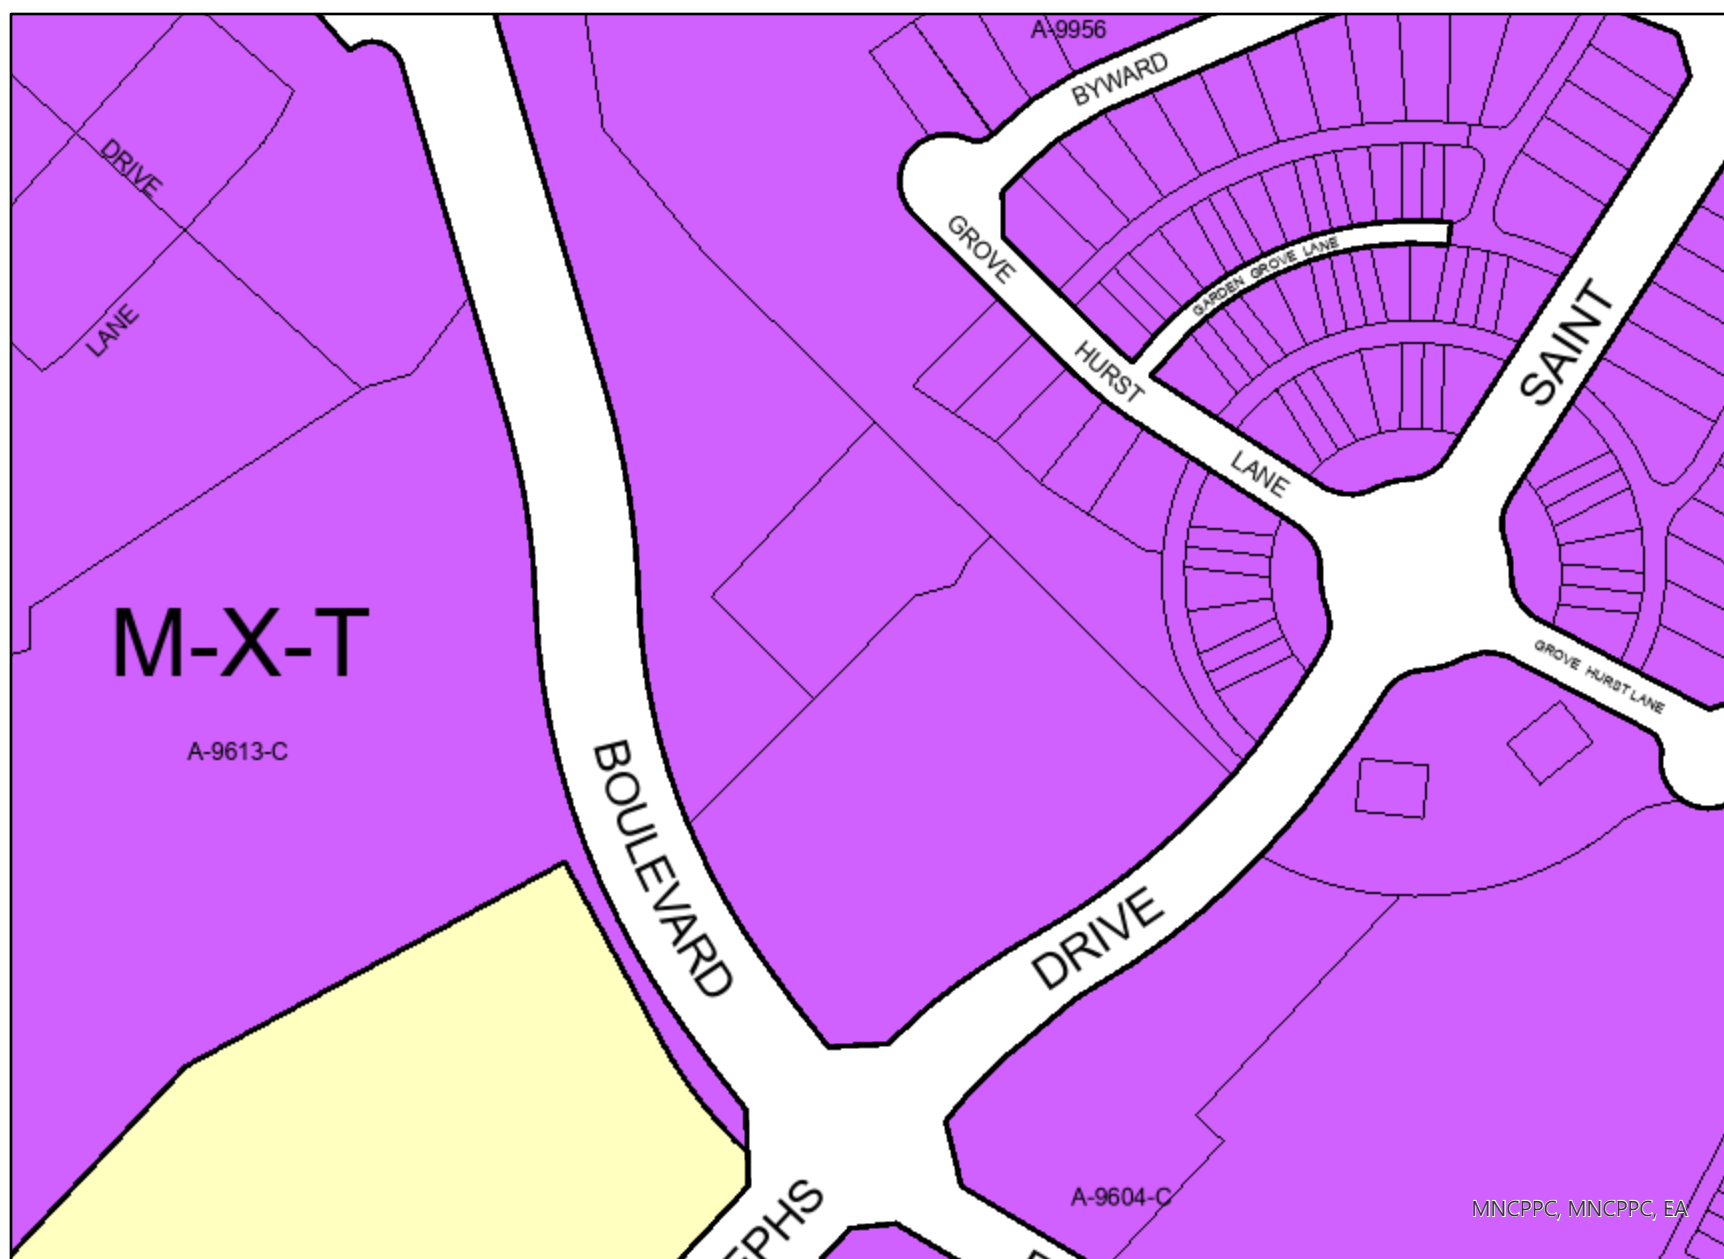 A-9956
BYWARD
DRIVE
GROVE
GARDEN GROVE LANE
LANE
HURST
SAINT
LANE
M-X-T
GROVE HURST LANE
A-9613-C
BOULEVARD
DRIVE
A-9604-C
EPHS
MNCPPC, MNCPPC, EA